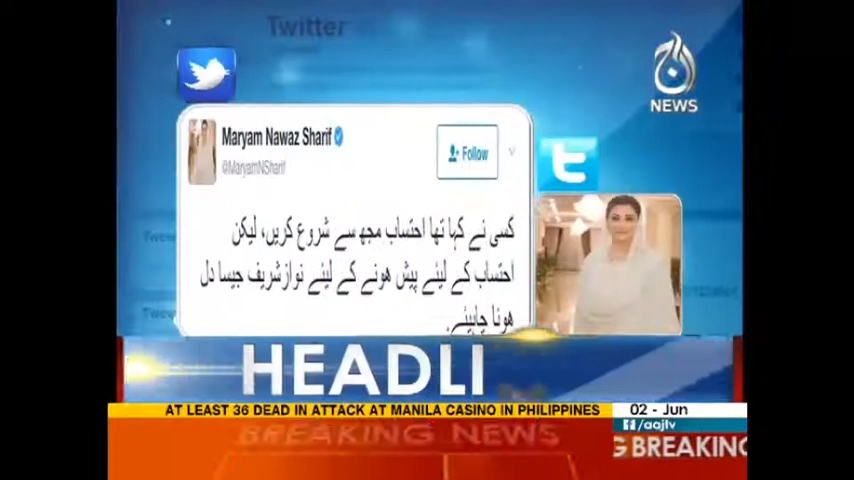 Twitter
NEWS
Maryam Nawaz Sharif
@MaryamNSharif
Follow
کسی نے کہا تھا احتساب مجھ سے شروع کریں، لیکن
احتساب کے لیئے پیش ھونے کے لیئے نوازشریف جیسا دل
ھونا چاہیئے.
HEADLI
AT LEAST 36 DEAD IN ATTACK AT MANILA CASINO IN PHILIPPINES
02 - Jun
/aajtv
BREAKING NEWS
G BREAKING